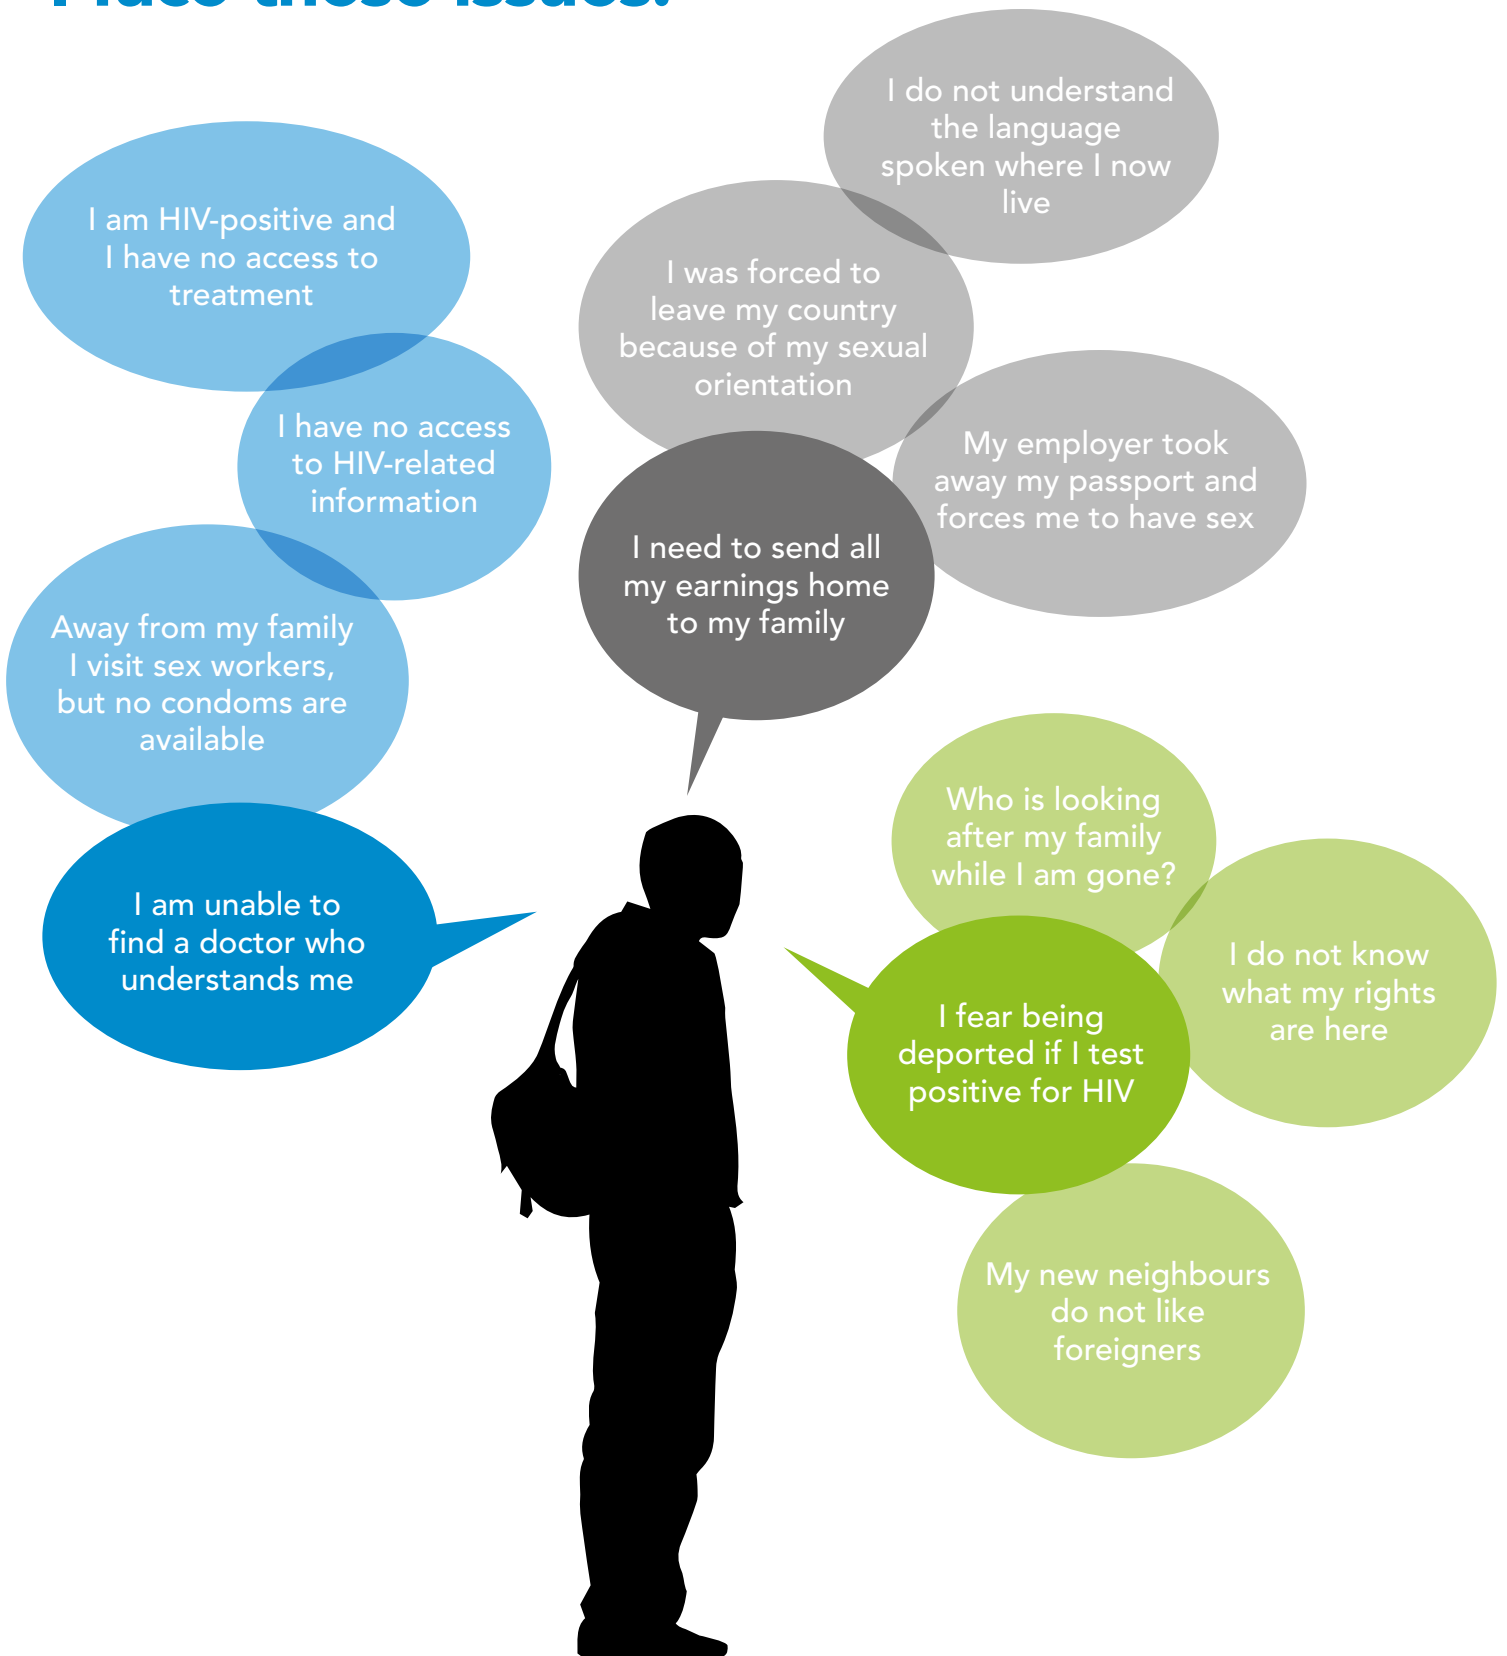 I face these issues.
I do not understand
the language
spoken where I now
live
I am HIV-positive and
I have no access to
treatment
I was forced to
leave my country
because of my sexual
orientation
I have no access
to HIV-related
information
My employer took
away my passport and
forces me to have sex
I need to send all
my earnings home
to my family
Away from my family
I visit sex workers,
but no condoms are
available
Who is looking
after my family
while I am gone?
I am unable to
find a doctor who
understands me
I do not know
what my rights
are here
I fear being
deported if I test
positive for HIV
My new neighbours
do not like
foreigners